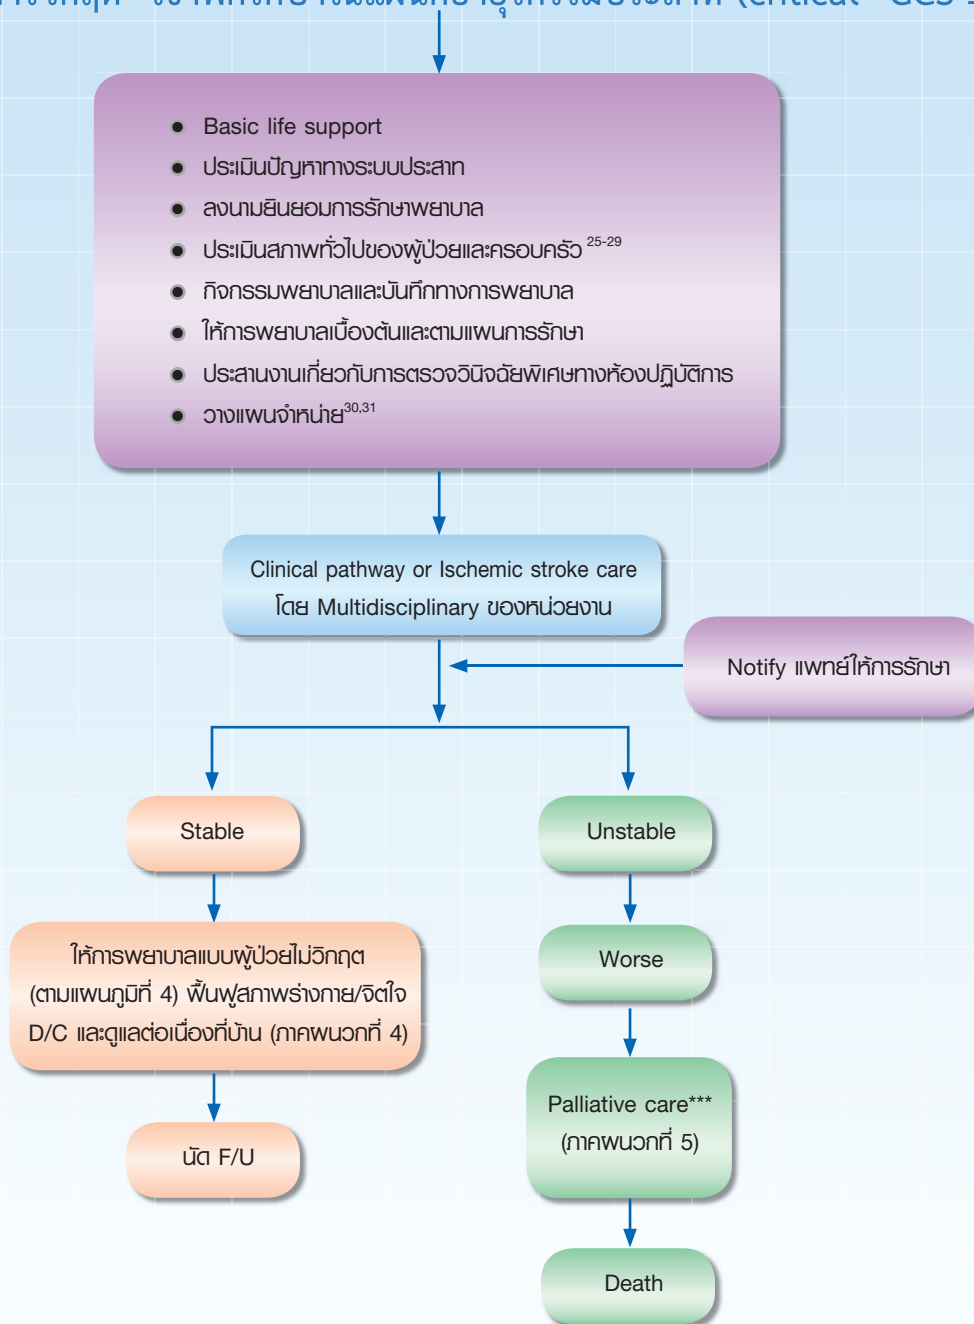 (critical GCS
Basic life support
ประเมินปัญหาทางระบบประสาท
ลงนามยินยอมการรักษาพยาบาล
ประเมินสภาพทั่วไปของผู้ป่วยและครอบครัว 25-29
กิจกรรมพยาบาลและบันทึกทางการพยาบาล
ให้การพยาบาลเบื้องต้นและตามแผนการรักษา
ประสานงานเกี่ยวกับการตรวจวินิจฉัยพิเศษทางห้องปฏิบัติการ
วางแผนจำหน่าย30,31
Clinical pathway or Ischemic stroke care
โดย Multidisciplinary ของหน่วยงาน
Notify แพทย์ให้การรักษา
Stable
Unstable
ให้การพยาบาลแบบผู้ป่วยไม่วิกฤต
(ตามแผนภูมิที่ 4) ฟื้นฟูสภาพร่างกาย/จิตใจ
D/C และดูแลต่อเนื่องที่บ้าน (ภาคผนวกที่ 4)
Worse
Palliative care***
(ภาคผนวกที่ 5)
นัด F/U
Death